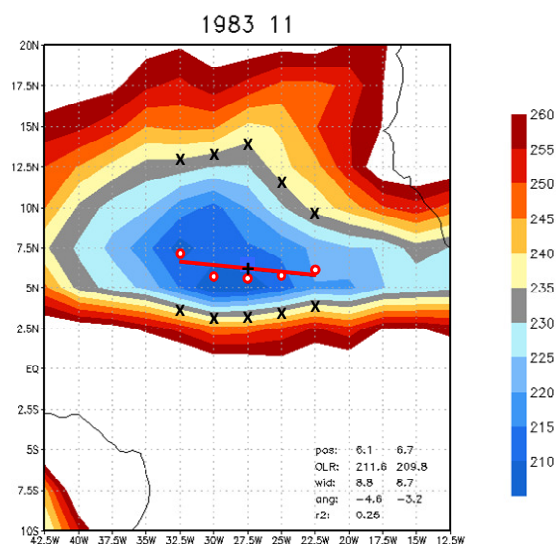 1983 11
20N
17.5N
15N
12.5N
10N
7.5N
5N
2.5N
EQ
2.5S
5S
7.5S
10S
42.5W 40W 37.5W 35W 32.5W 30W 27.5W 25W 22.5W 20W 17.5W 15W 12.5W
pos: 6.1 6.7
OLR: 211.6 209.8
wid: 8.8 8.7
ang: −4.6 −3.2
r2: 0.26
260
255
250
245
240
235
230
225
220
215
210